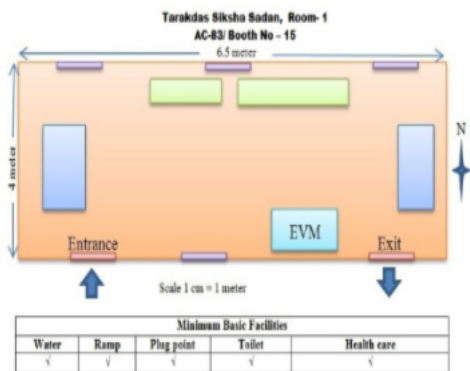 Tarakdas Siksha Sadan, Room- 1
AC-83/ Booth No – 15
6.5 meter
4 meter
N
EVM
Entrance
Exit
Scale 1 cm = 1 meter
Minimum Basic Facilities
Water Ramp Plug point Toilet Health care
√ √ √ √ √